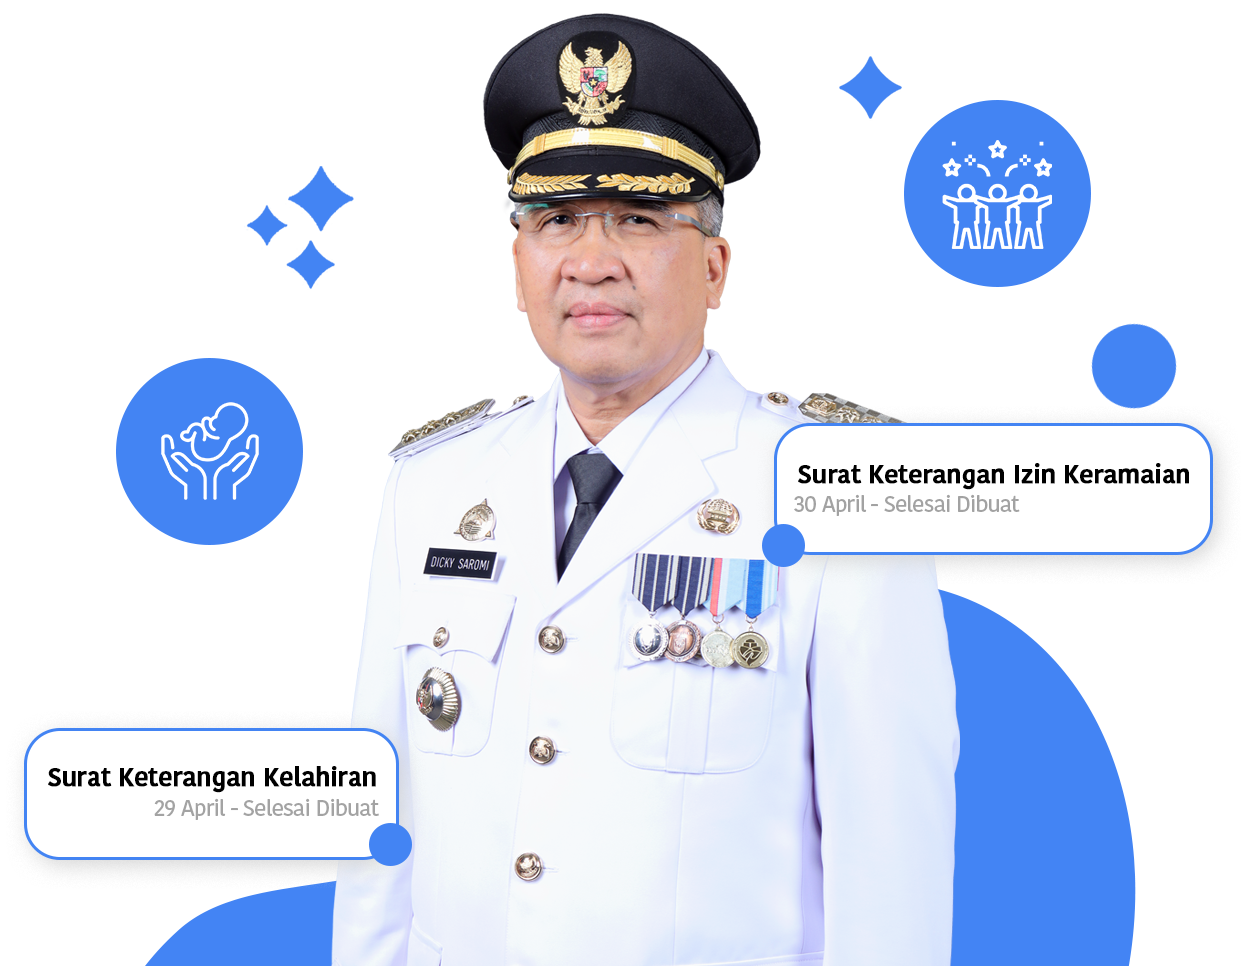 Surat Keterangan Izin Keramaian
30 April - Selesai Dibuat
DICKY SAROMI
Surat Keterangan Kelahiran
29 April - Selesai Dibuat